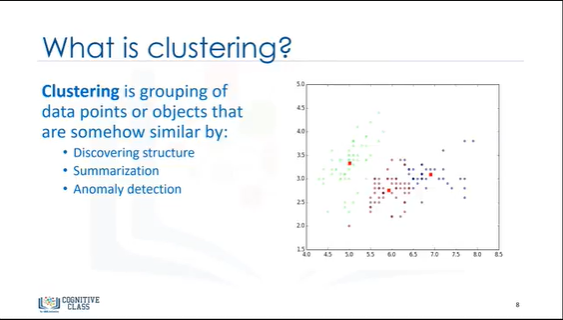 What is clustering?
Clustering is grouping of
data points or objects that
are somehow similar by:
• Discovering structure
• Summarization
• Anomaly detection
5.0
4.5
4.0
3.5
3.0
2.5
2.0
1.5
4.0 4.5 5.0 5.5 6.0 6.5 7.0 7.5 8.0 8.5
COGNITIVE
CLASS
8